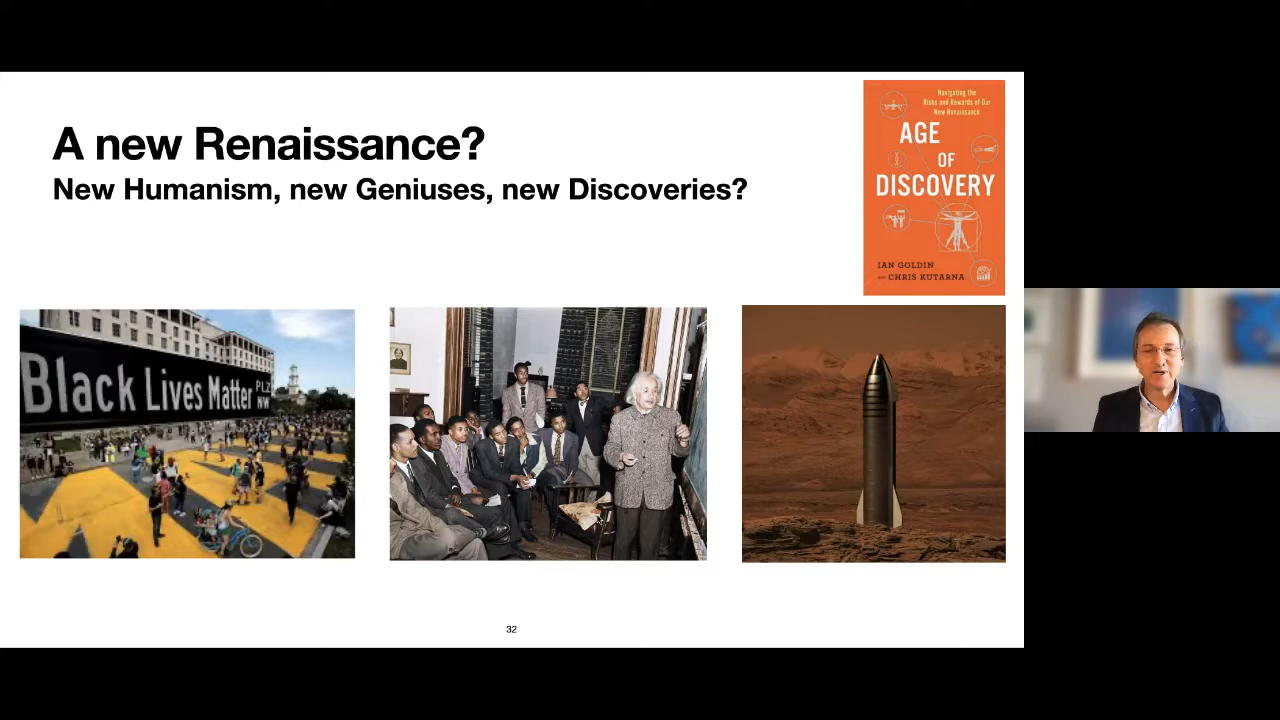 A new Renaissance?
New Humanism, new Geniuses, new Discoveries?
Navigating the
Risks and Rewards of Our
New Renaissance
AGE
OF
DISCOVERY
IAN GOLDIN
AND CHRIS KUTARNA
Black Lives Matter PLZ
NW
32